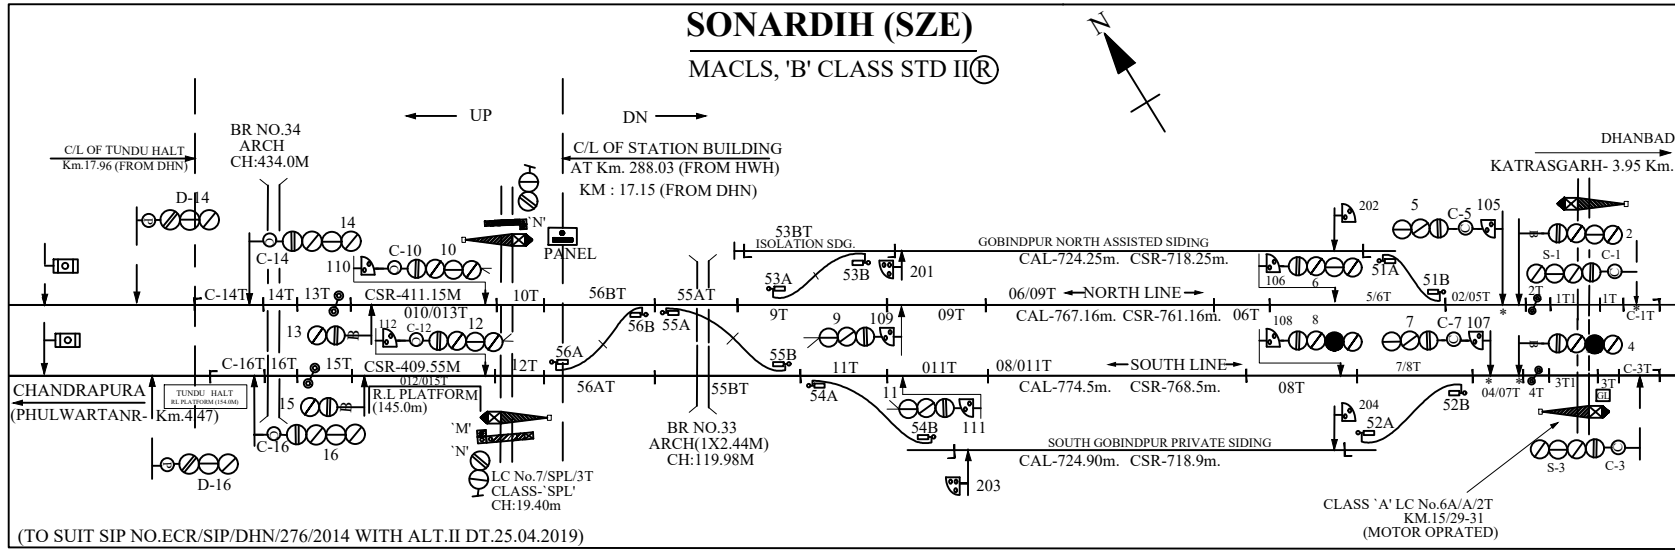 SONARDIH (SZE)
MACLS, 'B' CLASS STD II R
N
UP
DN
C/L OF TUNDU HALT
Km.17.96 (FROM DHN)
BR NO.34
ARCH
CH:434.0M
C/L OF STATION BUILDING
AT Km. 288.03 (FROM HWH)
KM : 17.15 (FROM DHN)
DHANBAD
KATRASGARH- 3.95 Km.
D-14
14
C-14
C-10
10
110
`N'
PANEL
53BT
ISOLATION SDG.
GOBINDPUR NORTH ASSISTED SIDING
CAL-724.25m. CSR-718.25m.
202
5
C-5
105
2
S-1
C-1
53A
53B
201
106
6
51A
51B
C-14T
14T
13T
CSR-411.15M
010/013T
10T
56BT
55AT
9T
09T
06/09T
NORTH LINE
CAL-767.16m. CSR-761.16m.
06T
5/6T
02/05T
*
2T
1T1
1T
*
C-1T
13
112
C-12
12
56B
55A
9
109
108
8
7
C-7
107
4
C-16T
16T
15T
CSR-409.55M
012/015T
12T
56A
56AT
55BT
55B
11T
011T
08/011T
SOUTH LINE
CAL-774.5m. CSR-768.5m.
08T
7/8T
*
04/07T
*
4T
3T1
3T
C-3T
GL
CHANDRAPURA
(PHULWARTANR- Km.4.47)
TUNDU HALT
RL PLATFORM (154.0M)
15
R.L PLATFORM
(145.0m)
54A
11
111
54B
52A
52B
204
C-16
16
`M'
`N'
BR NO.33
ARCH(1X2.44M)
CH:119.98M
SOUTH GOBINDPUR PRIVATE SIDING
CAL-724.90m. CSR-718.9m.
S-3
C-3
D-16
LC No.7/SPL/3T
CLASS-`SPL'
CH:19.40m
203
CLASS `A' LC No.6A/A/2T
KM.15/29-31
(MOTOR OPRATED)
(TO SUIT SIP NO.ECR/SIP/DHN/276/2014 WITH ALT.II DT.25.04.2019)